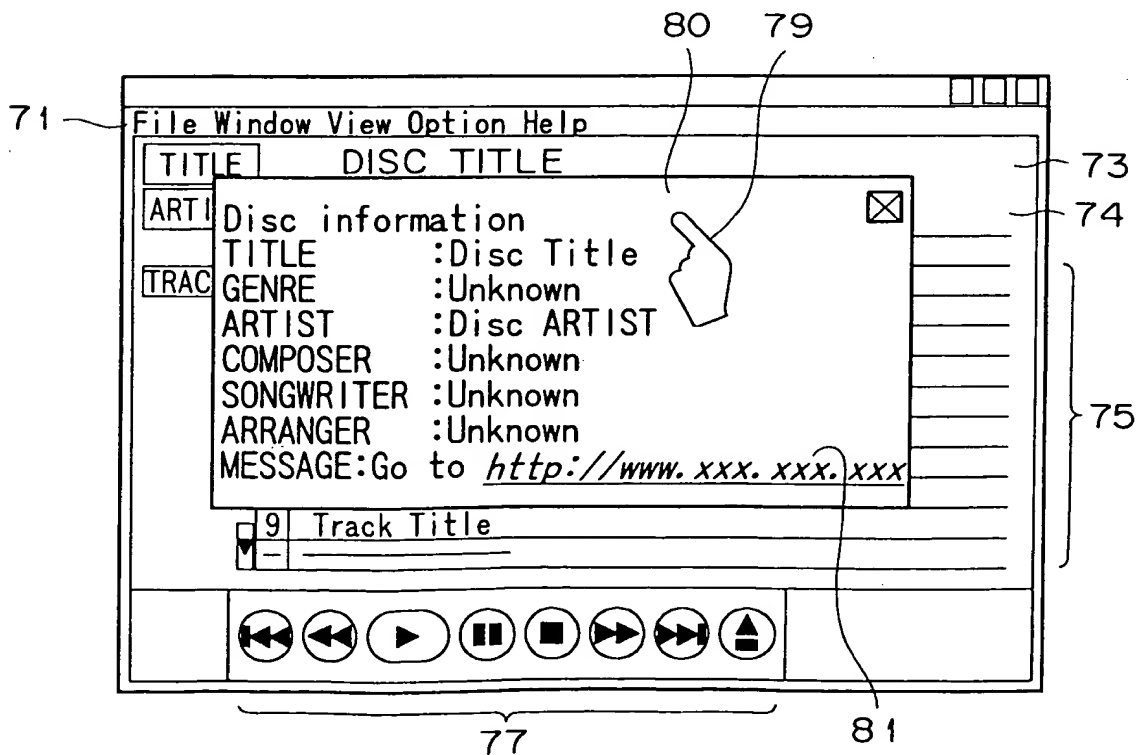 80 79
71
File Window View Option Help
TITLE DISC TITLE
73
ARTI
74
Disc information
TITLE :Disc Title
TRAC
GENRE :Unknown
ARTIST :Disc ARTIST
COMPOSER :Unknown
SONGWRITER :Unknown
75
ARRANGER :Unknown
MESSAGE:Go to http://www.xxx.xxx.xxx
9 Track Title
77
81